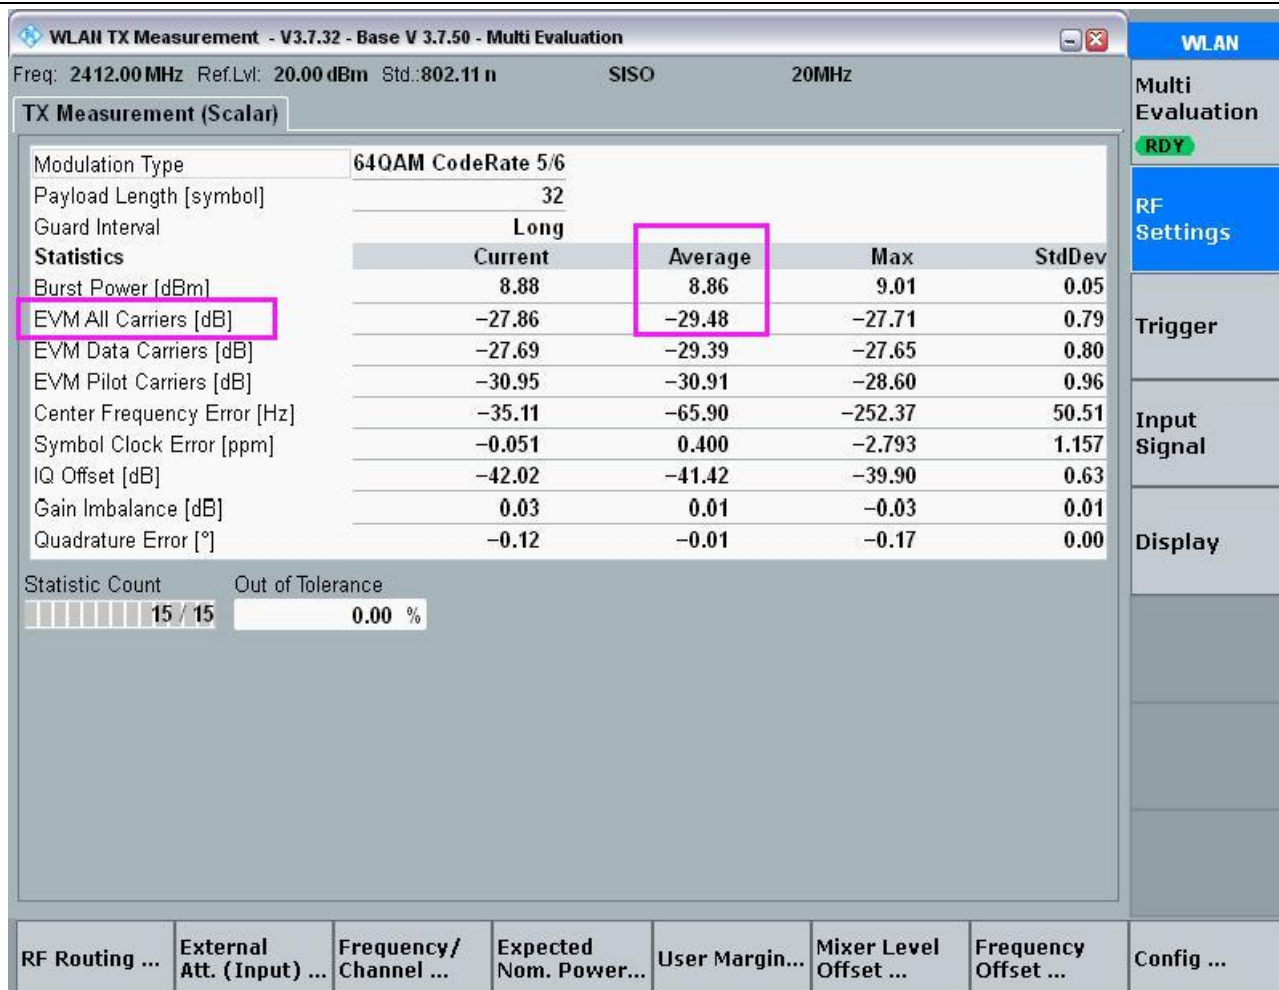 WLAN TX Measurement - V3.7.32 - Base V 3.7.50 - Multi Evaluation
WLAN
Freq: 2412.00 MHz Ref.Lvl: 20.00 dBm Std.:802.11 n SISO 20MHz
Multi
Evaluation
RDY
TX Measurement (Scalar)
Modulation Type 64QAM CodeRate 5/6
Payload Length [symbol] 32
Guard Interval Long
RF
Settings
Statistics Current Average Max StdDev
Burst Power [dBm] 8.88 8.86 9.01 0.05
EVM All Carriers [dB] −27.86 −29.48 −27.71 0.79
Trigger
EVM Data Carriers [dB] −27.69 −29.39 −27.65 0.80
EVM Pilot Carriers [dB] −30.95 −30.91 −28.60 0.96
Center Frequency Error [Hz] −35.11 −65.90 −252.37 50.51
Input
Signal
Symbol Clock Error [ppm] −0.051 0.400 −2.793 1.157
IQ Offset [dB] −42.02 −41.42 −39.90 0.63
Gain Imbalance [dB] 0.03 0.01 −0.03 0.01
Quadrature Error [°] −0.12 −0.01 −0.17 0.00
Display
Statistic Count Out of Tolerance
15 / 15 0.00 %
RF Routing ...
External
Att. (Input) ...
Frequency/
Channel ...
Expected
Nom. Power...
User Margin...
Mixer Level
Offset ...
Frequency
Offset ...
Config ...